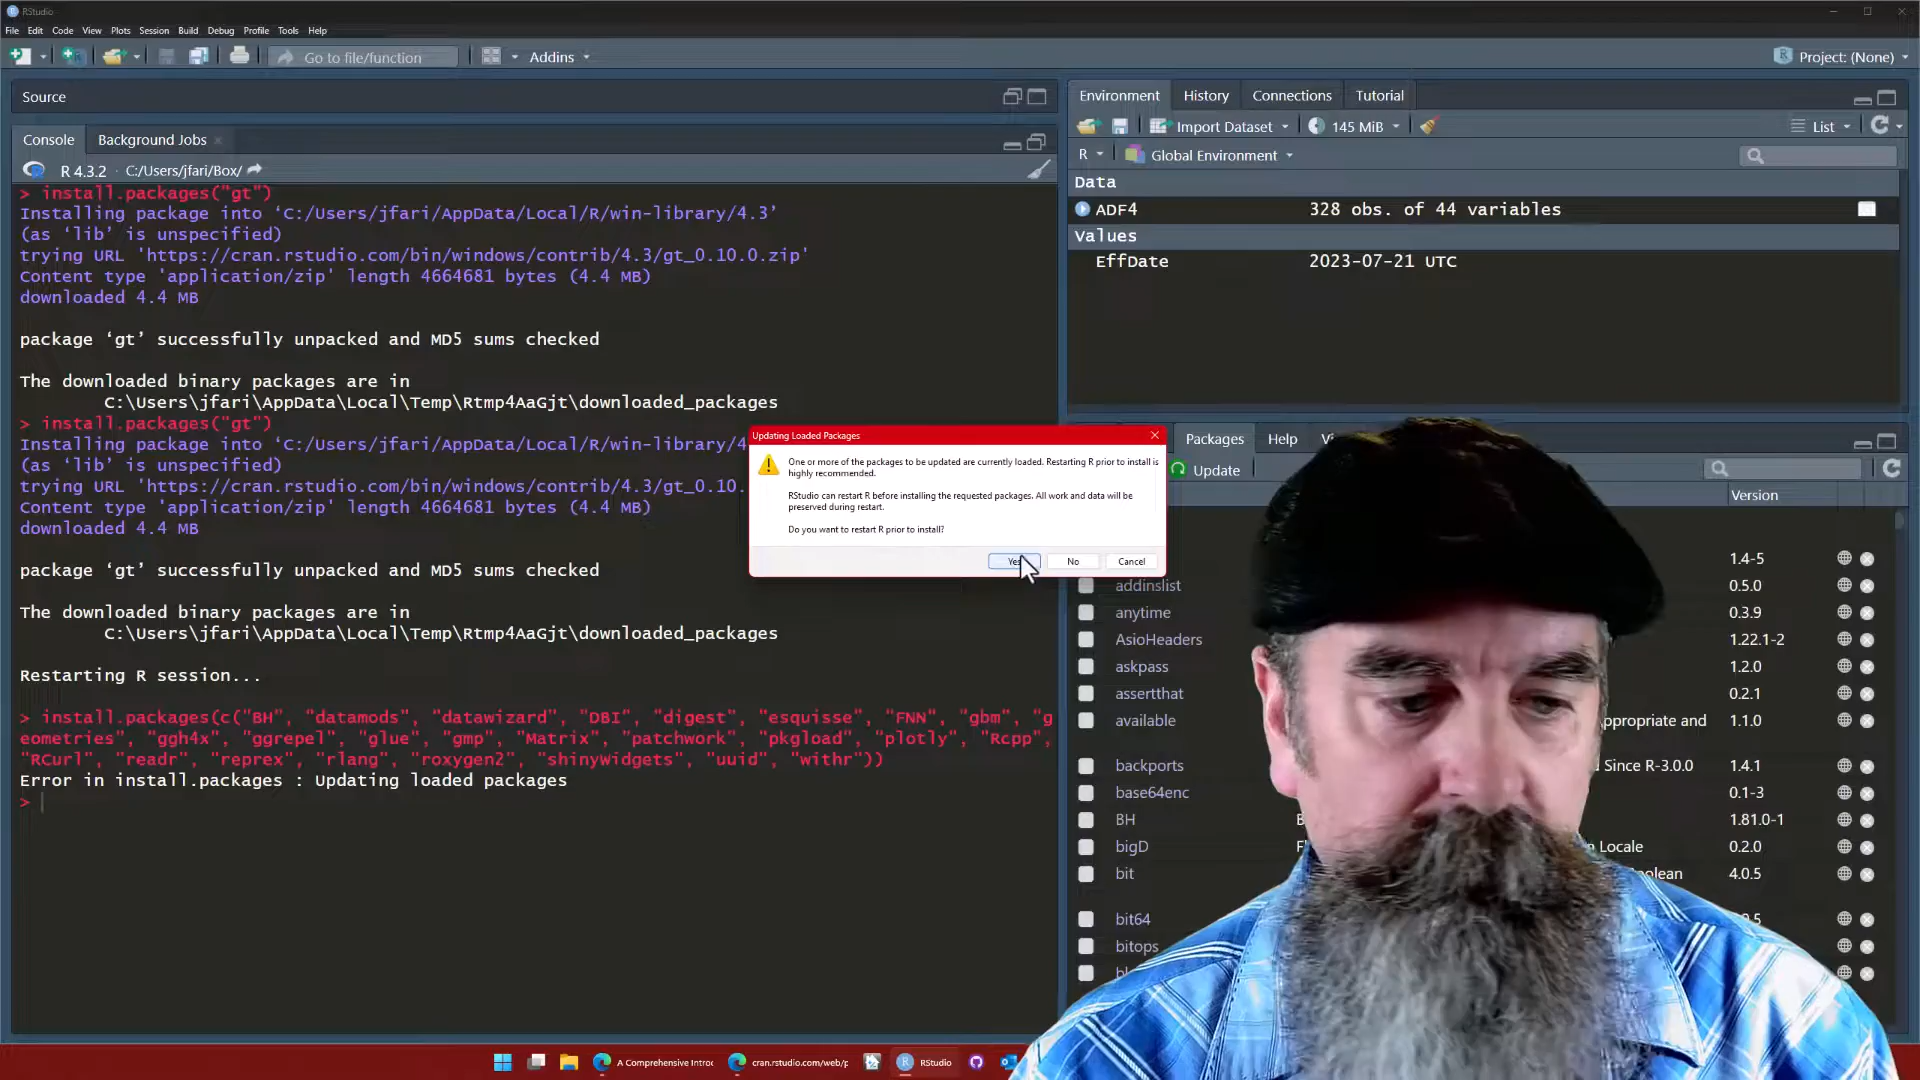 RStudio
File Edit Code View Plots Session Build Debug Profile Tools Help
Go to file/function Addins Project: (None)
Source
Console Background Jobs
R 4.3.2 · C:/Users/jfari/Box/
> install.packages("gt")
Installing package into ‘C:/Users/jfari/AppData/Local/R/win-library/4.3’
(as ‘lib’ is unspecified)
trying URL 'https://cran.rstudio.com/bin/windows/contrib/4.3/gt_0.10.0.zip'
Content type 'application/zip' length 4664681 bytes (4.4 MB)
downloaded 4.4 MB
package ‘gt’ successfully unpacked and MD5 sums checked
The downloaded binary packages are in
C:\Users\jfari\AppData\Local\Temp\Rtmp4AaGjt\downloaded_packages
> install.packages("gt")
Installing package into ‘C:/Users/jfari/AppData/Local/R/win-library/4
(as ‘lib’ is unspecified)
trying URL 'https://cran.rstudio.com/bin/windows/contrib/4.3/gt_0.10.
Content type 'application/zip' length 4664681 bytes (4.4 MB)
downloaded 4.4 MB
package ‘gt’ successfully unpacked and MD5 sums checked
The downloaded binary packages are in
C:\Users\jfari\AppData\Local\Temp\Rtmp4AaGjt\downloaded_packages
Restarting R session...
> install.packages(c("BH", "datamods", "datawizard", "DBI", "digest", "esquisse", "FNN", "gbm", "g
eometries", "ggh4x", "ggrepel", "glue", "gmp", "Matrix", "patchwork", "pkgload", "plotly", "Rcpp",
"RCurl", "readr", "reprex", "rlang", "roxygen2", "shinyWidgets", "uuid", "withr"))
Error in install.packages : Updating loaded packages
>
Environment History Connections Tutorial
Import Dataset 145 MiB List
R Global Environment
Data
ADF4 328 obs. of 44 variables
Values
EffDate 2023-07-21 UTC
Updating Loaded Packages
One or more of the packages to be updated are currently loaded. Restarting R prior to install is
highly recommended.
RStudio can restart R before installing the requested packages. All work and data will be
preserved during restart.
Do you want to restart R prior to install?
Yes No Cancel
Packages Help Vi
Update
Version
1.4-5
addinslist 0.5.0
anytime 0.3.9
AsioHeaders 1.22.1-2
askpass 1.2.0
assertthat 0.2.1
available ppropriate and 1.1.0
backports Since R-3.0.0 1.4.1
base64enc 0.1-3
BH B 1.81.0-1
bigD Locale 0.2.0
bit oolean 4.0.5
bit64
bitops
A Comprehensive Introc cran.rstudio.com/web/p RStudio